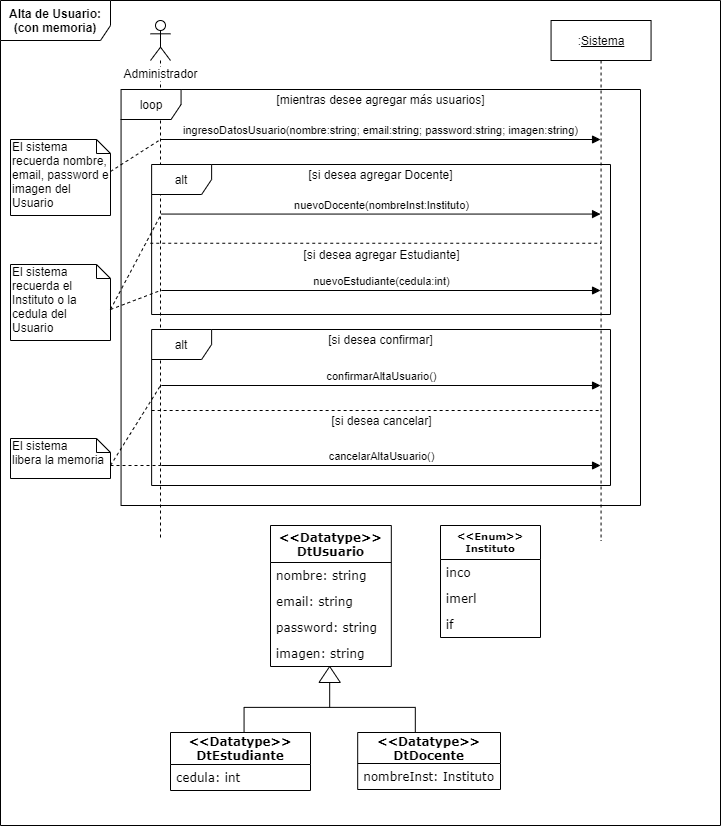 Alta de Usuario:
(con memoria)
Administrador
:Sistema
loop
[mientras desee agregar más usuarios]
ingresoDatosUsuario(nombre:string; email:string; password:string; imagen:string)
El sistema
recuerda nombre,
email, password e
imagen del
Usuario
alt
[si desea agregar Docente]
nuevoDocente(nombreInst:Instituto)
[si desea agregar Estudiante]
El sistema
recuerda el
Instituto o la
cedula del
Usuario
nuevoEstudiante(cedula:int)
alt
[si desea confirmar]
confirmarAltaUsuario()
[si desea cancelar]
El sistema
libera la memoria
cancelarAltaUsuario()
<<Datatype>>
DtUsuario
nombre: string
email: string
password: string
imagen: string
<<Enum>>
Instituto
inco
imerl
if
<<Datatype>>
DtEstudiante
cedula: int
<<Datatype>>
DtDocente
nombreInst: Instituto